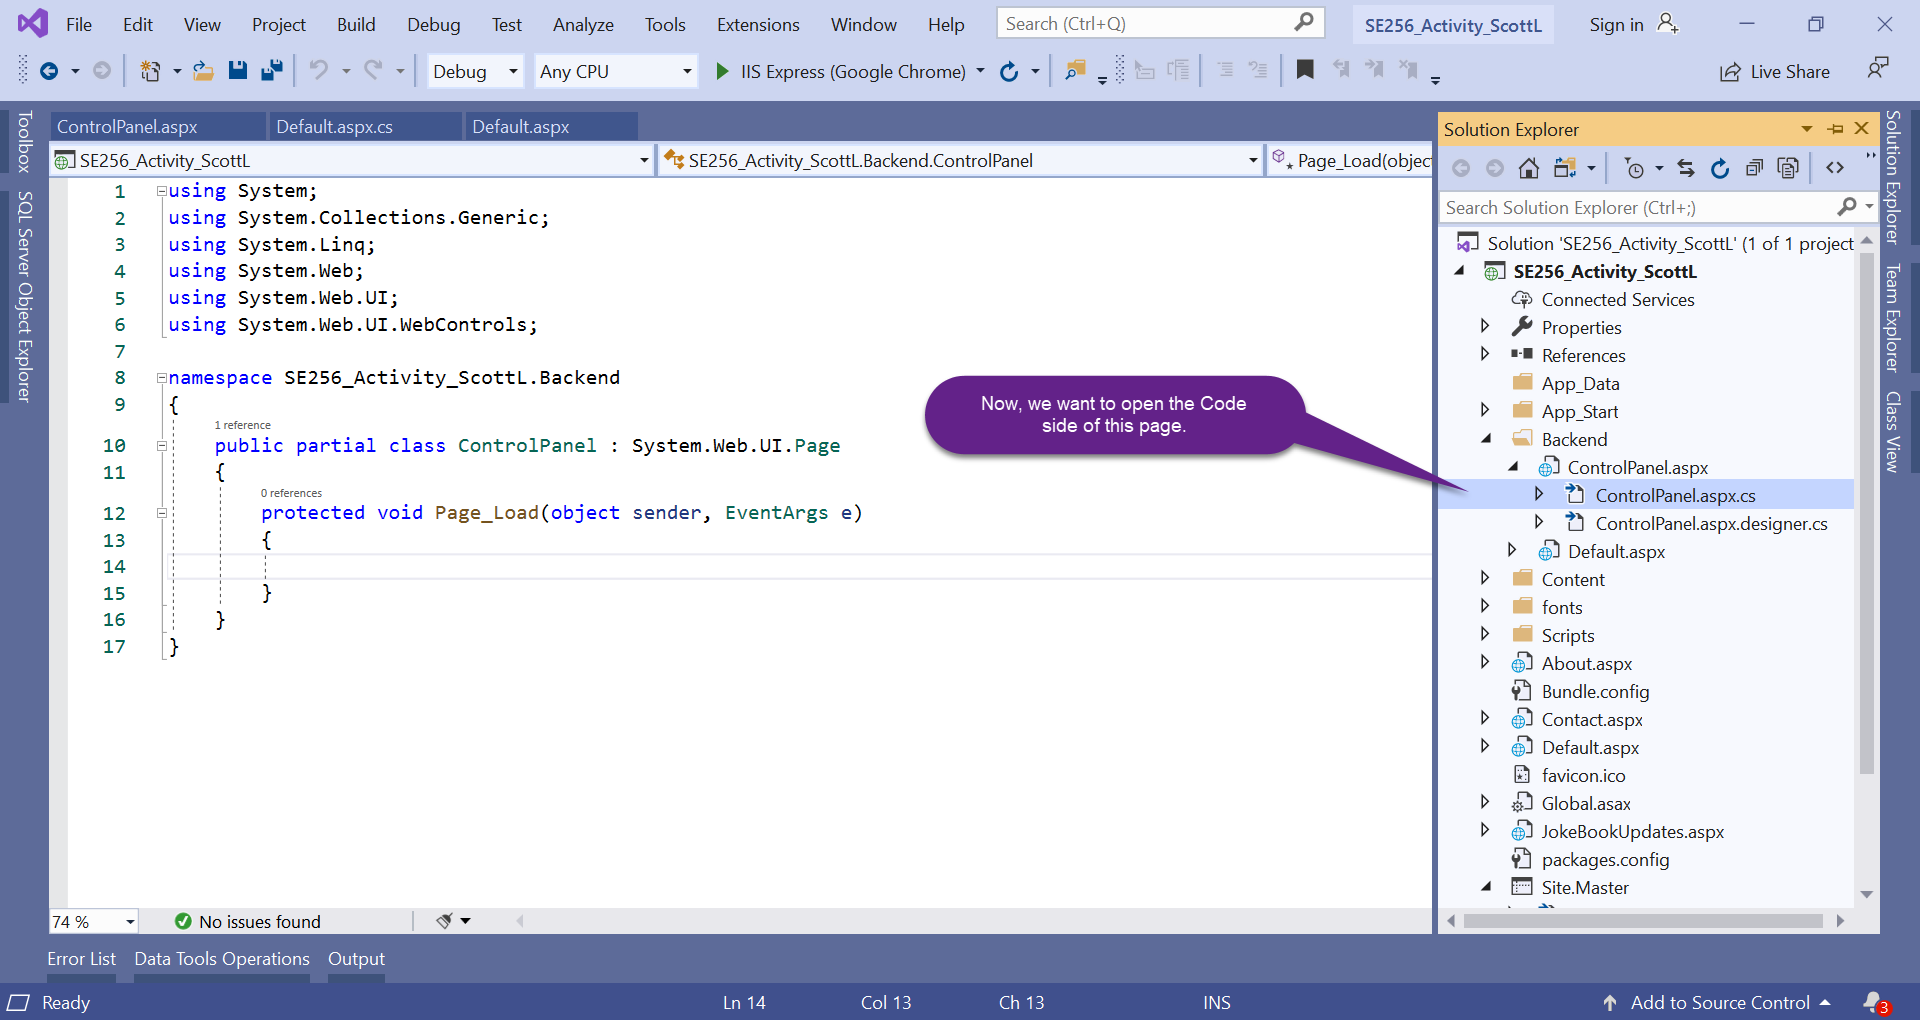 File Edit View Project Build Debug Test Analyze Tools Extensions Window Help Search (Ctrl+Q) SE256_Activity_ScottL Sign in
Debug Any CPU IIS Express (Google Chrome) Live Share
Toolbox
SQL Server Object Explorer
ControlPanel.aspx Default.aspx.cs Default.aspx
SE256_Activity_ScottL SE256_Activity_ScottL.Backend.ControlPanel Page_Load(objec
1 using System;
2 using System.Collections.Generic;
3 using System.Linq;
4 using System.Web;
5 using System.Web.UI;
6 using System.Web.UI.WebControls;
7
8 namespace SE256_Activity_ScottL.Backend
9 {
1 reference
10 public partial class ControlPanel : System.Web.UI.Page
11 {
0 references
12 protected void Page_Load(object sender, EventArgs e)
13 {
14
15 }
16 }
17 }
Now, we want to open the Code
side of this page.
Solution Explorer
Search Solution Explorer (Ctrl+;)
Solution 'SE256_Activity_ScottL' (1 of 1 project
SE256_Activity_ScottL
Connected Services
Properties
References
App_Data
App_Start
Backend
ControlPanel.aspx
ControlPanel.aspx.cs
ControlPanel.aspx.designer.cs
Default.aspx
Content
fonts
Scripts
About.aspx
Bundle.config
Contact.aspx
Default.aspx
favicon.ico
Global.asax
JokeBookUpdates.aspx
packages.config
Site.Master
Solution Explorer
Team Explorer
Class View
74 % No issues found
Error List Data Tools Operations Output
Ready Ln 14 Col 13 Ch 13 INS Add to Source Control 3